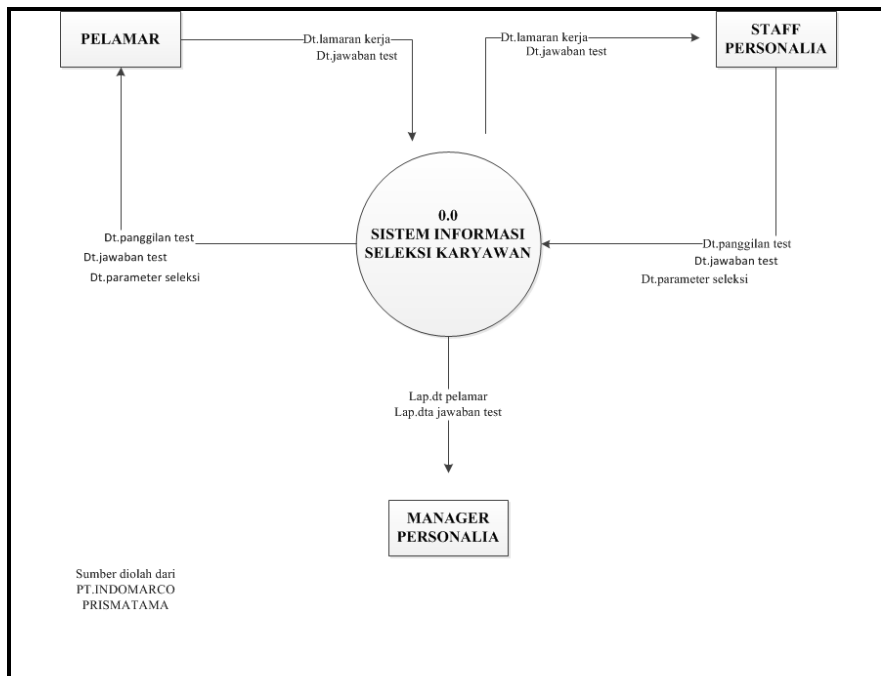 PELAMAR
Dt.lamaran kerja
Dt.jawaban test
Dt.lamaran kerja
Dt.jawaban test
STAFF
PERSONALIA
0.0
SISTEM INFORMASI
SELEKSI KARYAWAN
Dt.panggilan test
Dt.jawaban test
Dt.parameter seleksi
Dt.panggilan test
Dt.jawaban test
Dt.parameter seleksi
Lap.dt pelamar
Lap.dta jawaban test
MANAGER
PERSONALIA
Sumber diolah dari
PT.INDOMARCO
PRISMATAMA